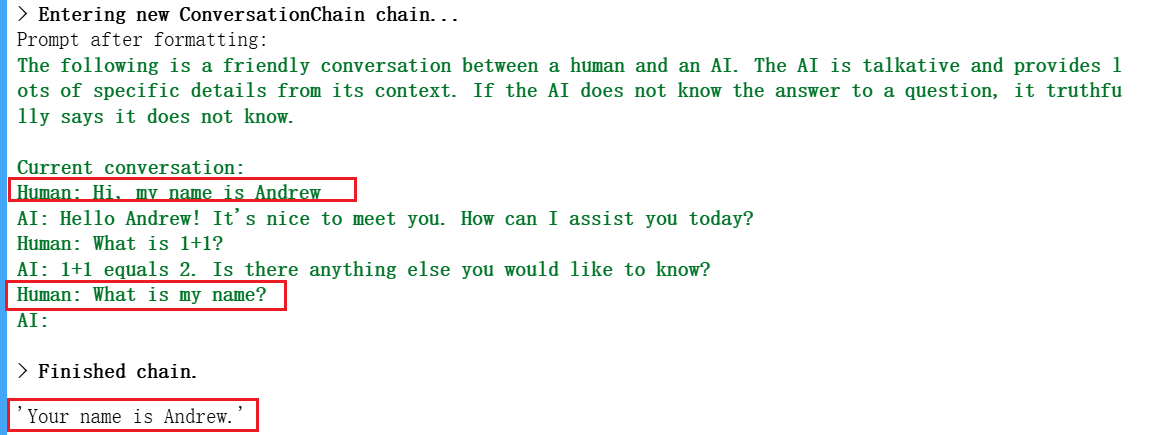 > Entering new ConversationChain chain...
Prompt after formatting:
The following is a friendly conversation between a human and an AI. The AI is talkative and provides l
ots of specific details from its context. If the AI does not know the answer to a question, it truthfu
lly says it does not know.
Current conversation:
Human: Hi, my name is Andrew
AI: Hello Andrew! It's nice to meet you. How can I assist you today?
Human: What is 1+1?
AI: 1+1 equals 2. Is there anything else you would like to know?
Human: What is my name?
AI:
> Finished chain.
'Your name is Andrew.'